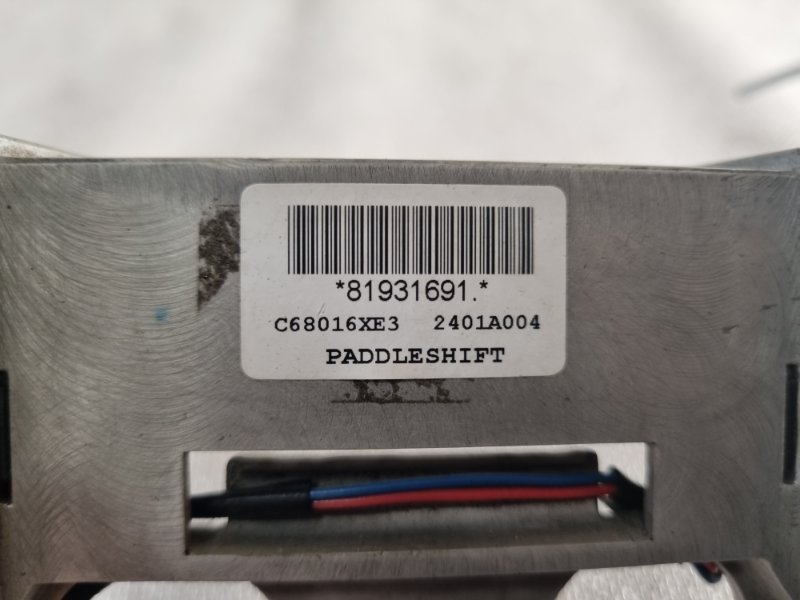 *81931691.*
C68016XE3 2401A004
PADDLESHIFT